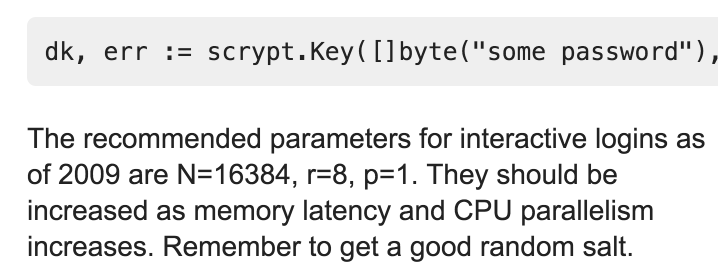 dk, err := scrypt.Key([]byte("some password"),
The recommended parameters for interactive logins as
of 2009 are N=16384, r=8, p=1. They should be
increased as memory latency and CPU parallelism
increases. Remember to get a good random salt.